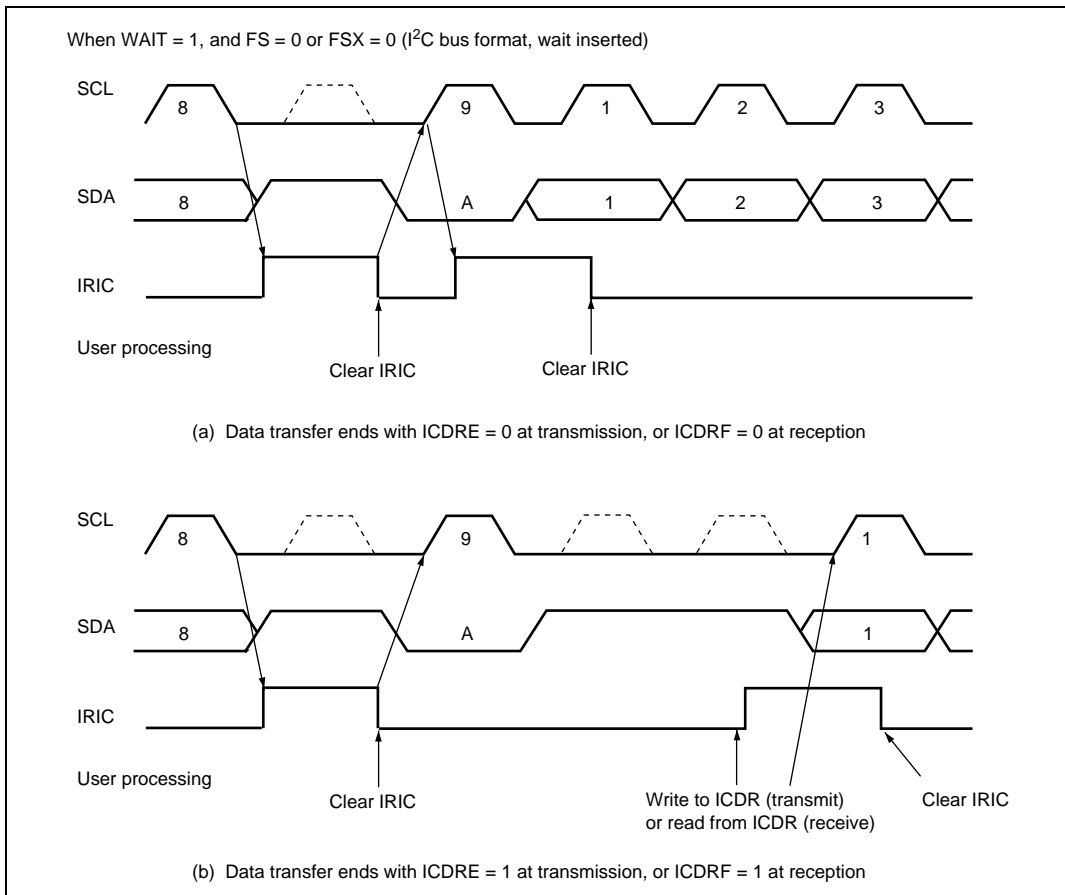 When WAIT = 1, and FS = 0 or FSX = 0 (I²C bus format, wait inserted)
SCL
8
9
1
2
3
SDA
8
A
1
2
3
IRIC
User processing
Clear IRIC
Clear IRIC
(a) Data transfer ends with ICDRE = 0 at transmission, or ICDRF = 0 at reception
SCL
8
9
1
SDA
8
A
1
IRIC
User processing
Clear IRIC
Write to ICDR (transmit)
or read from ICDR (receive)
Clear IRIC
(b) Data transfer ends with ICDRE = 1 at transmission, or ICDRF = 1 at reception